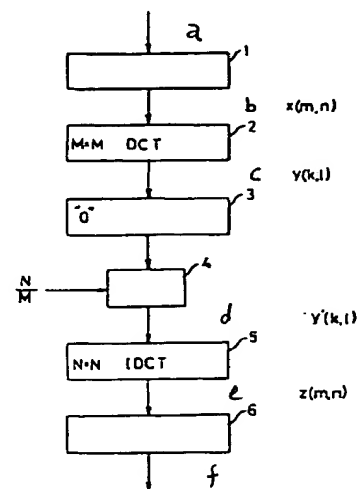 a
1
b x(m,n)
2
M×M DCT
c y(k,l)
3
"0"
4
N/M
d y'(k,l)
5
N×N IDCT
e z(m,n)
6
f